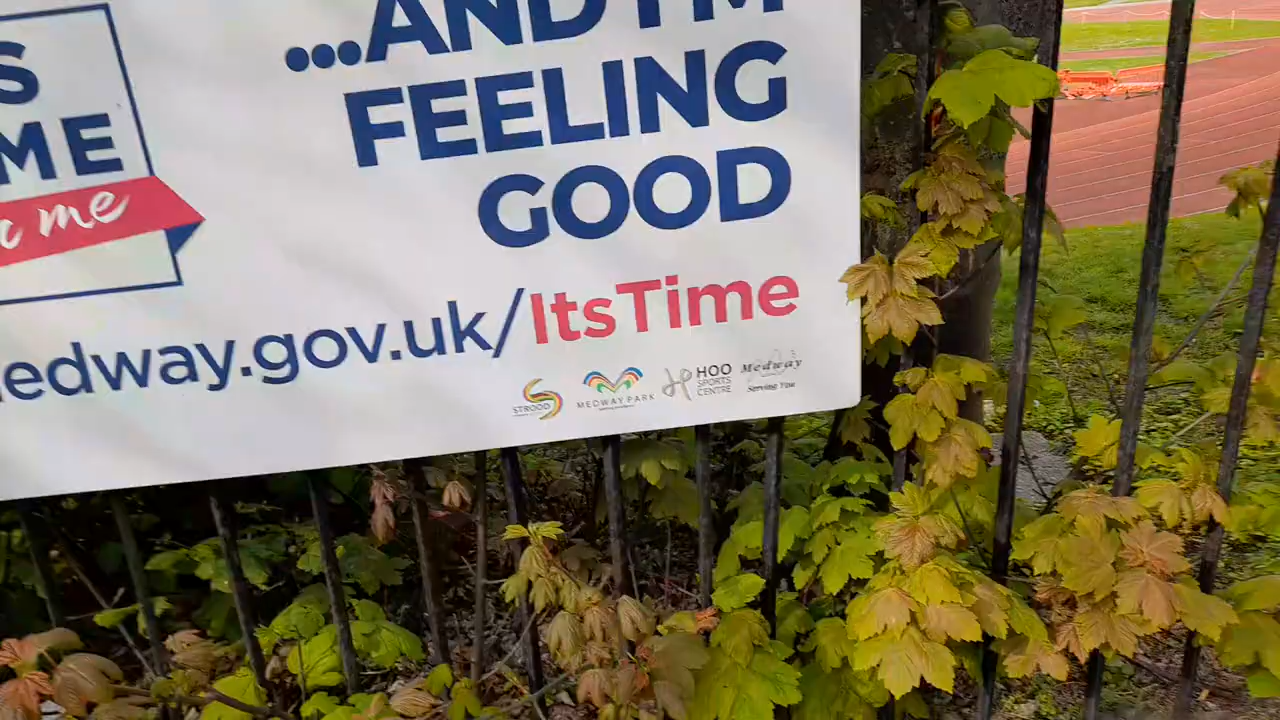 S
ME
me
...AND I'M
FEELING
GOOD
edway.gov.uk/ItsTime
STROOD
MEDWAY PARK
HOO
SPORTS
CENTRE
Medway
Serving You